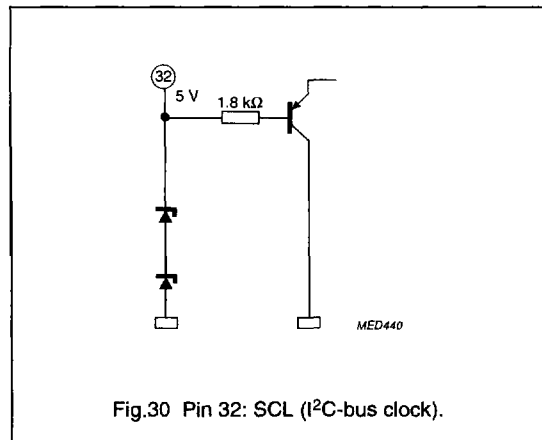 32
5 V
1.8 kΩ
MED440
Fig.30 Pin 32: SCL (I²C-bus clock).